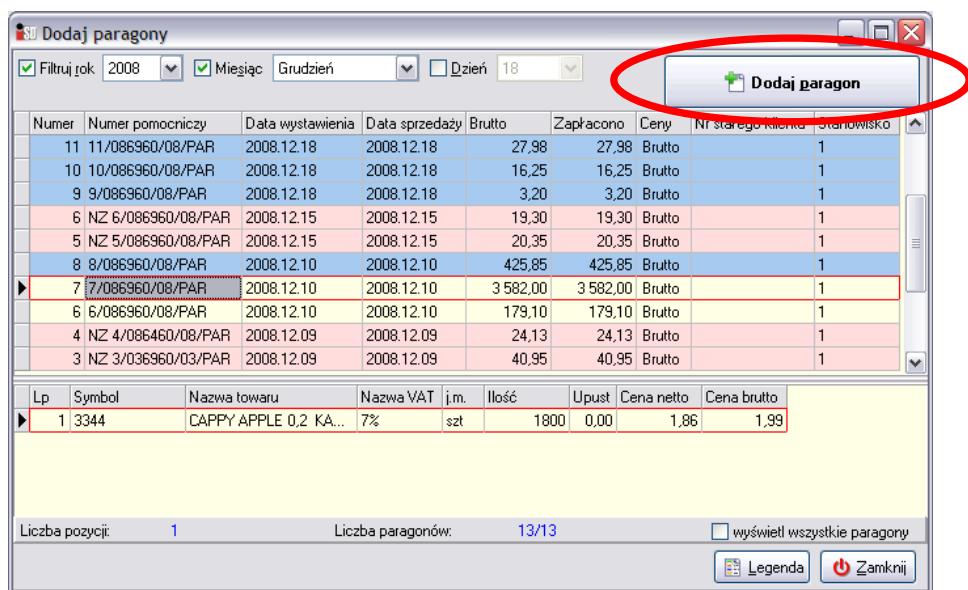 Dodaj paragony
Filtruj rok 2008 Miesiąc Grudzień Dzień 18
Dodaj paragon
Numer Numer pomocniczy Data wystawienia Data sprzedaży Brutto Zapłacono Ceny Nr starego klienta Stanowisko
11 11/086960/08/PAR 2008.12.18 2008.12.18 27,98 27,98 Brutto 1
10 10/086960/08/PAR 2008.12.18 2008.12.18 16,25 16,25 Brutto 1
9 9/086960/08/PAR 2008.12.18 2008.12.18 3,20 3,20 Brutto 1
6 NZ 6/086960/08/PAR 2008.12.15 2008.12.15 19,30 19,30 Brutto 1
5 NZ 5/086960/08/PAR 2008.12.15 2008.12.15 20,35 20,35 Brutto 1
8 8/086960/08/PAR 2008.12.10 2008.12.10 425,85 425,85 Brutto 1
7 7/086960/08/PAR 2008.12.10 2008.12.10 3 582,00 3 582,00 Brutto 1
6 6/086960/08/PAR 2008.12.10 2008.12.10 179,10 179,10 Brutto 1
4 NZ 4/086460/08/PAR 2008.12.09 2008.12.09 24,13 24,13 Brutto 1
3 NZ 3/036960/03/PAR 2008.12.09 2008.12.09 40,95 40,95 Brutto 1
Lp Symbol Nazwa towaru Nazwa VAT j.m. Ilość Upust Cena netto Cena brutto
1 3344 CAPPY APPLE 0,2 KA... 7% szt 1800 0,00 1,86 1,99
Liczba pozycji: 1 Liczba paragonów: 13/13 wyświetl wszystkie paragony
Legenda Zamknij